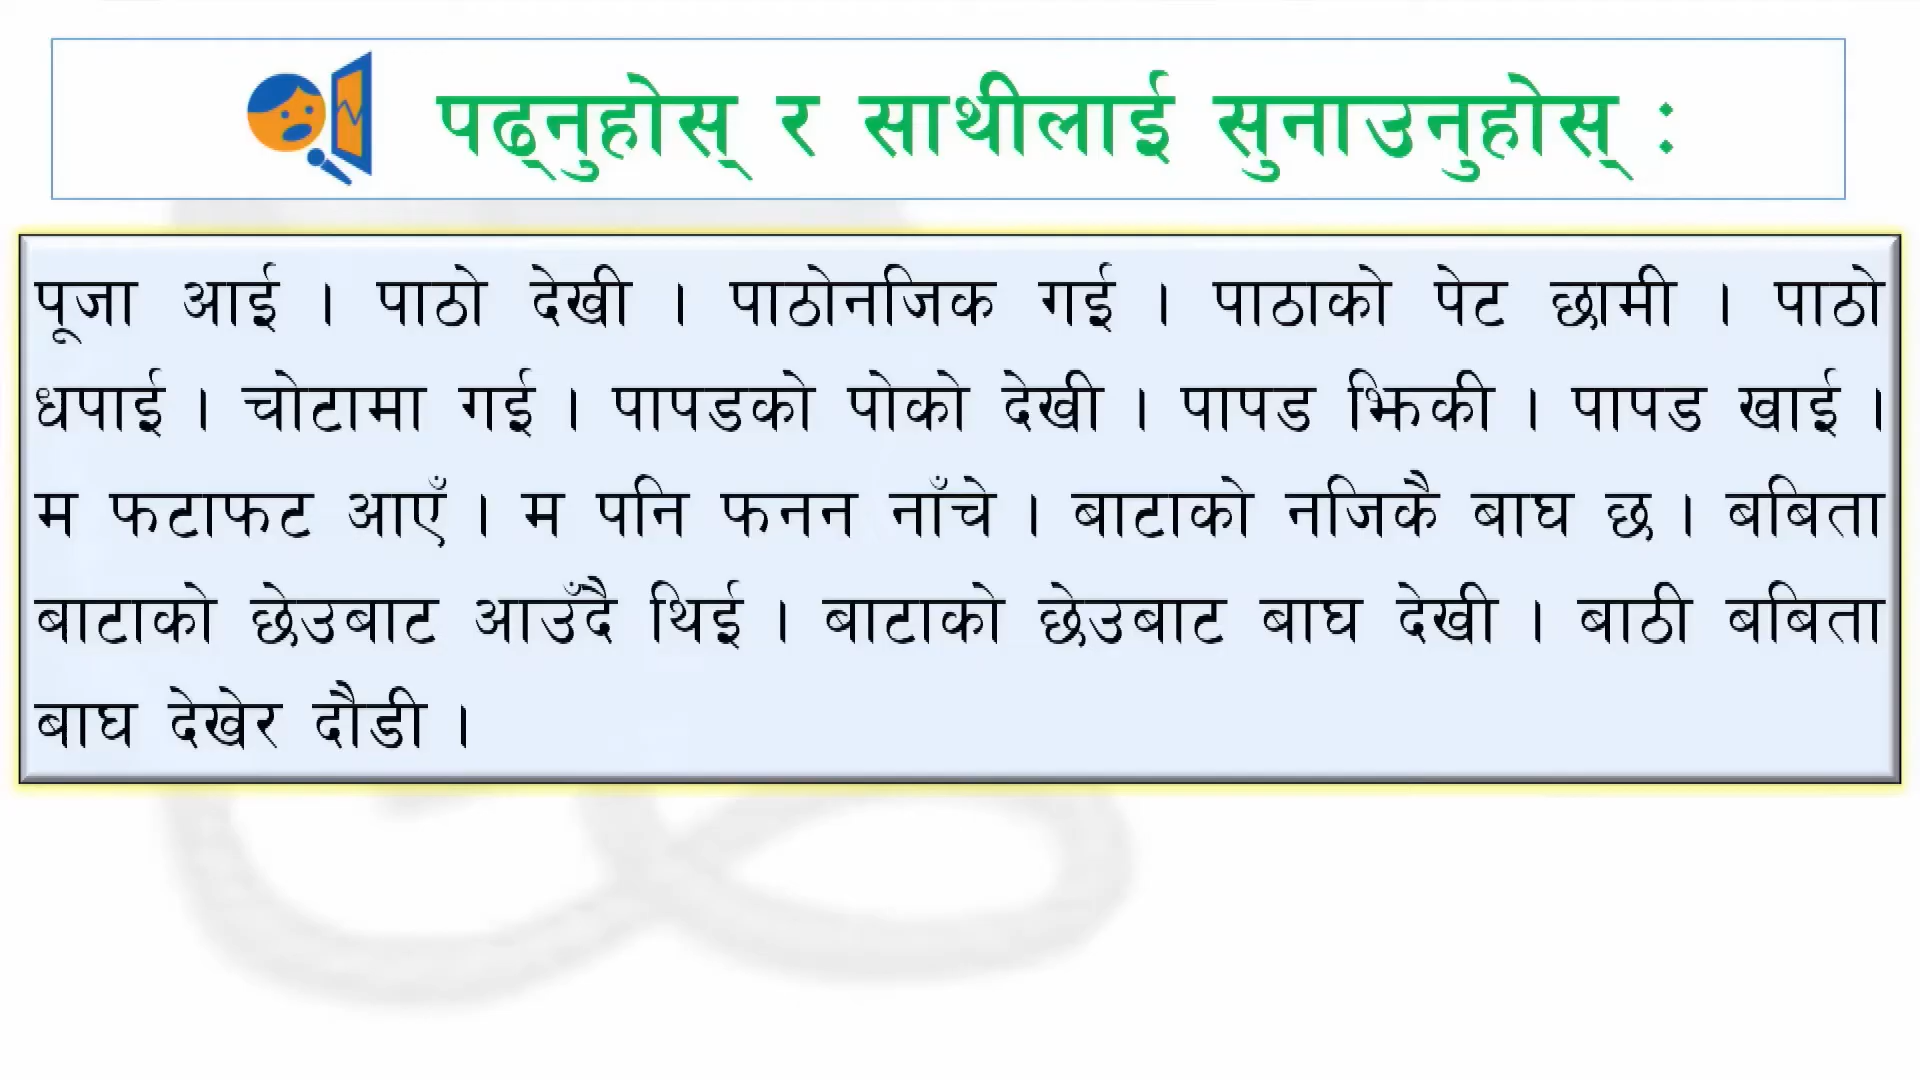 पढ्नुहोस् र साथीलाई सुनाउनुहोस् :
पूजा आई । पाठो देखी । पाठोनजिक गई । पाठाको पेट छामी । पाठो
धपाई । चोटामा गई । पापडको पोको देखी । पापड झिकी । पापड खाई ।
म फटाफट आएँ । म पनि फनन नाँचे । बाटाको नजिकै बाघ छ । बबिता
बाटाको छेउबाट आउँदै थिई । बाटाको छेउबाट बाघ देखी । बाठी बबिता
बाघ देखेर दौडी ।